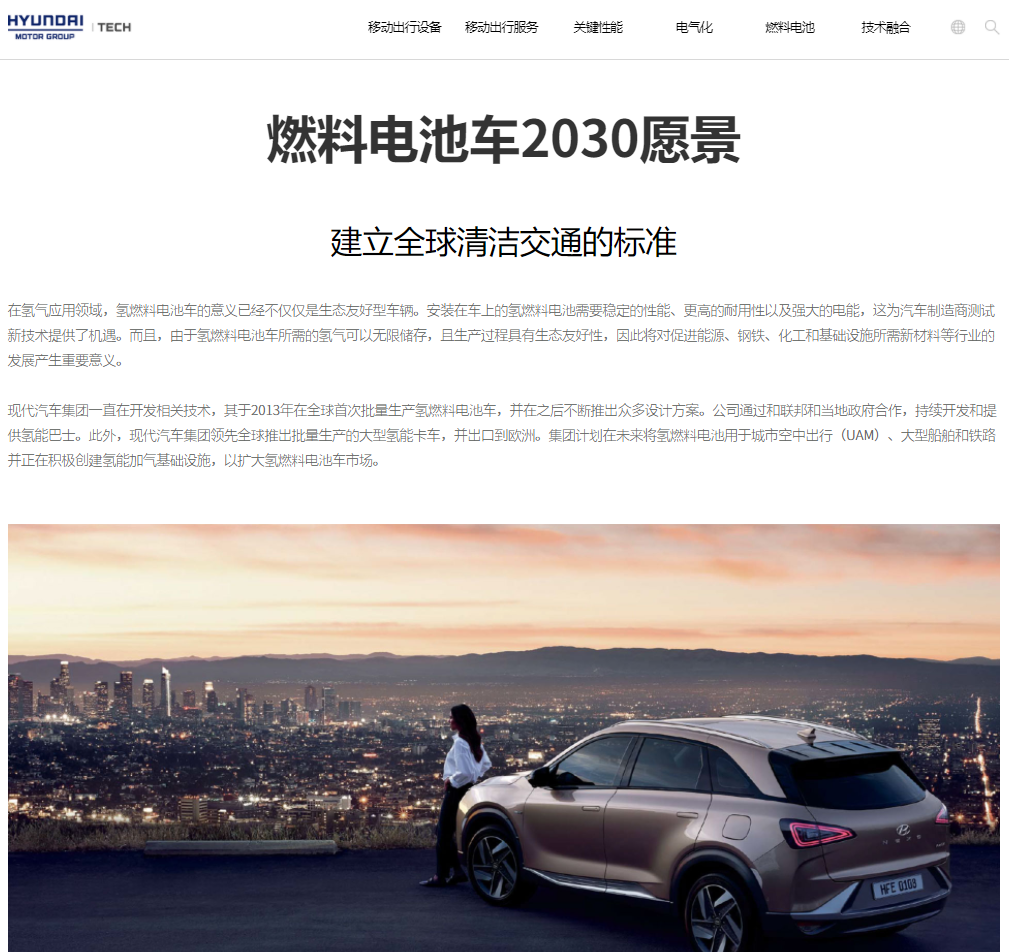 HYUNDAI
MOTOR GROUP
TECH
移动出行设备 移动出行服务 关键性能 电气化 燃料电池 技术融合
燃料电池车2030愿景
建立全球清洁交通的标准
在氢气应用领域，氢燃料电池车的意义已经不仅仅是生态友好型车辆。安装在车上的氢燃料电池需要稳定的性能、更高的耐用性以及强大的电能，这为汽车制造商测试
新技术提供了机遇。而且，由于氢燃料电池车所需的氢气可以无限储存，且生产过程具有生态友好性，因此将对促进能源、钢铁、化工和基础设施所需新材料等行业的
发展产生重要意义。
现代汽车集团一直在开发相关技术，其于2013年在全球首次批量生产氢燃料电池车，并在之后不断推出众多设计方案。公司通过和联邦和当地政府合作，持续开发和提
供氢能巴士。此外，现代汽车集团领先全球推出批量生产的大型氢能卡车，并出口到欧洲。集团计划在未来将氢燃料电池用于城市空中出行（UAM）、大型船舶和铁路
并正在积极创建氢能加气基础设施，以扩大氢燃料电池车市场。
NEXO
HFE 0109